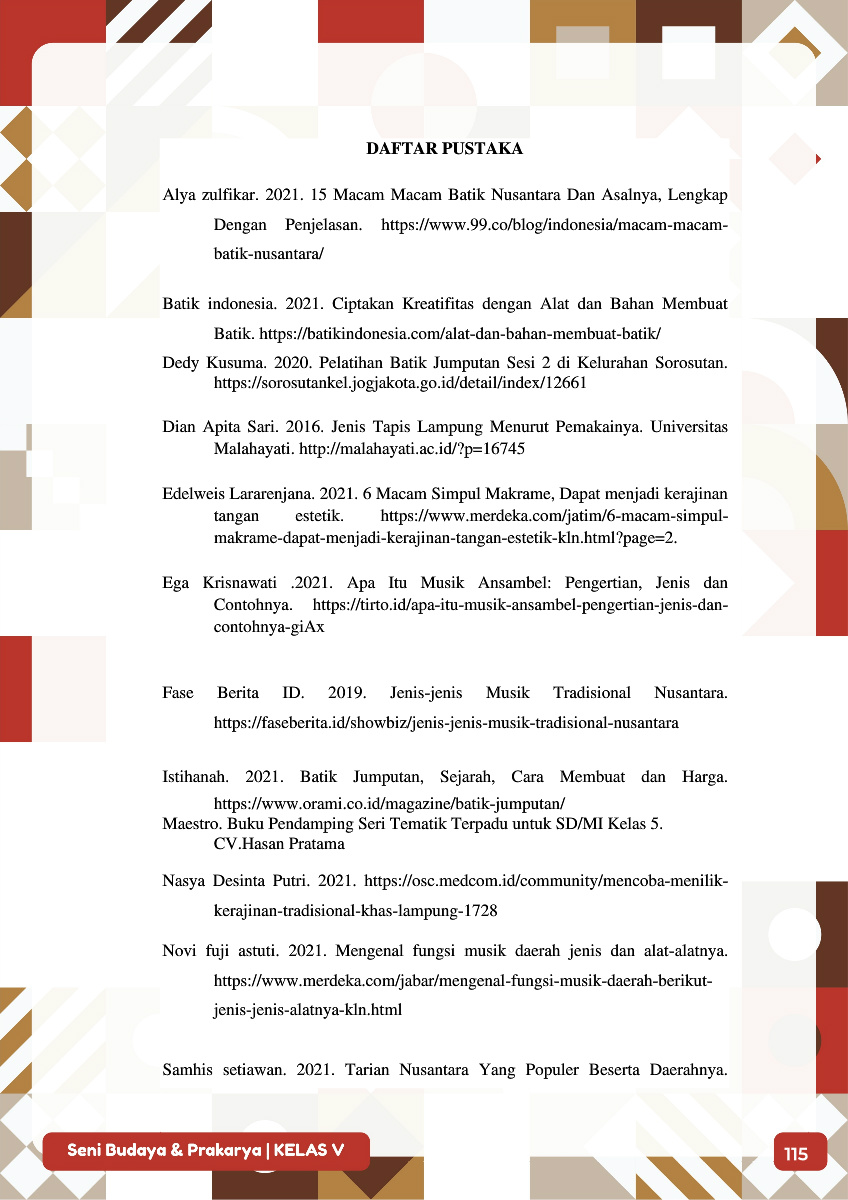 DAFTAR PUSTAKA
Alya zulfikar. 2021. 15 Macam Macam Batik Nusantara Dan Asalnya, Lengkap
Dengan Penjelasan. https://www.99.co/blog/indonesia/macam-macam-
batik-nusantara/
Batik indonesia. 2021. Ciptakan Kreatifitas dengan Alat dan Bahan Membuat
Batik. https://batikindonesia.com/alat-dan-bahan-membuat-batik/
Dedy Kusuma. 2020. Pelatihan Batik Jumputan Sesi 2 di Kelurahan Sorosutan.
https://sorosutankel.jogjakota.go.id/detail/index/12661
Dian Apita Sari. 2016. Jenis Tapis Lampung Menurut Pemakainya. Universitas
Malahayati. http://malahayati.ac.id/?p=16745
Edelweis Lararenjana. 2021. 6 Macam Simpul Makrame, Dapat menjadi kerajinan
tangan estetik. https://www.merdeka.com/jatim/6-macam-simpul-
makrame-dapat-menjadi-kerajinan-tangan-estetik-kln.html?page=2.
Ega Krisnawati .2021. Apa Itu Musik Ansambel: Pengertian, Jenis dan
Contohnya. https://tirto.id/apa-itu-musik-ansambel-pengertian-jenis-dan-
contohnya-giAx
Fase Berita ID. 2019. Jenis-jenis Musik Tradisional Nusantara.
https://faseberita.id/showbiz/jenis-jenis-musik-tradisional-nusantara
Istihanah. 2021. Batik Jumputan, Sejarah, Cara Membuat dan Harga.
https://www.orami.co.id/magazine/batik-jumputan/
Maestro. Buku Pendamping Seri Tematik Terpadu untuk SD/MI Kelas 5.
CV.Hasan Pratama
Nasya Desinta Putri. 2021. https://osc.medcom.id/community/mencoba-menilik-
kerajinan-tradisional-khas-lampung-1728
Novi fuji astuti. 2021. Mengenal fungsi musik daerah jenis dan alat-alatnya.
https://www.merdeka.com/jabar/mengenal-fungsi-musik-daerah-berikut-
jenis-jenis-alatnya-kln.html
Samhis setiawan. 2021. Tarian Nusantara Yang Populer Beserta Daerahnya.
Seni Budaya & Prakarya | KELAS V
115